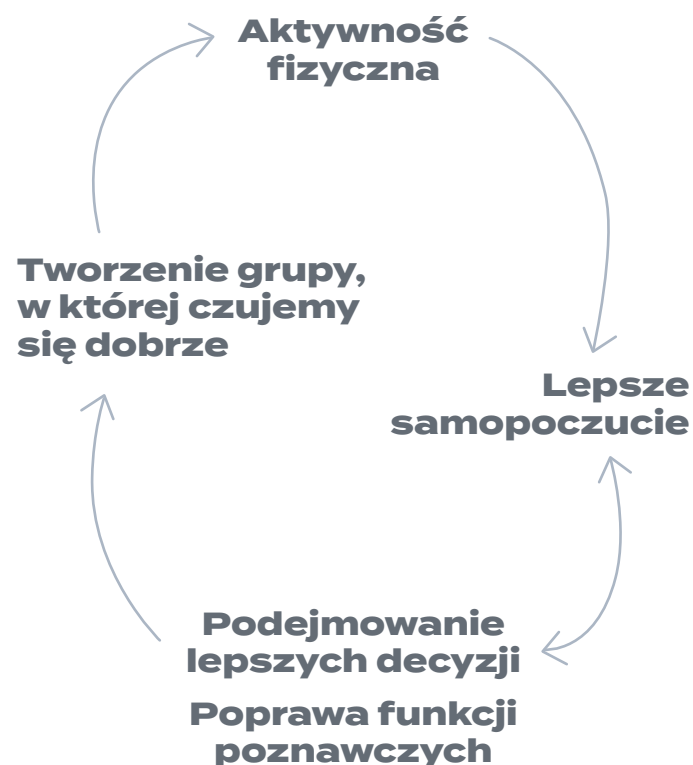 Aktywność
fizyczna
Tworzenie grupy,
w której czujemy
się dobrze
Lepsze
samopoczucie
Podejmowanie
lepszych decyzji
Poprawa funkcji
poznawczych